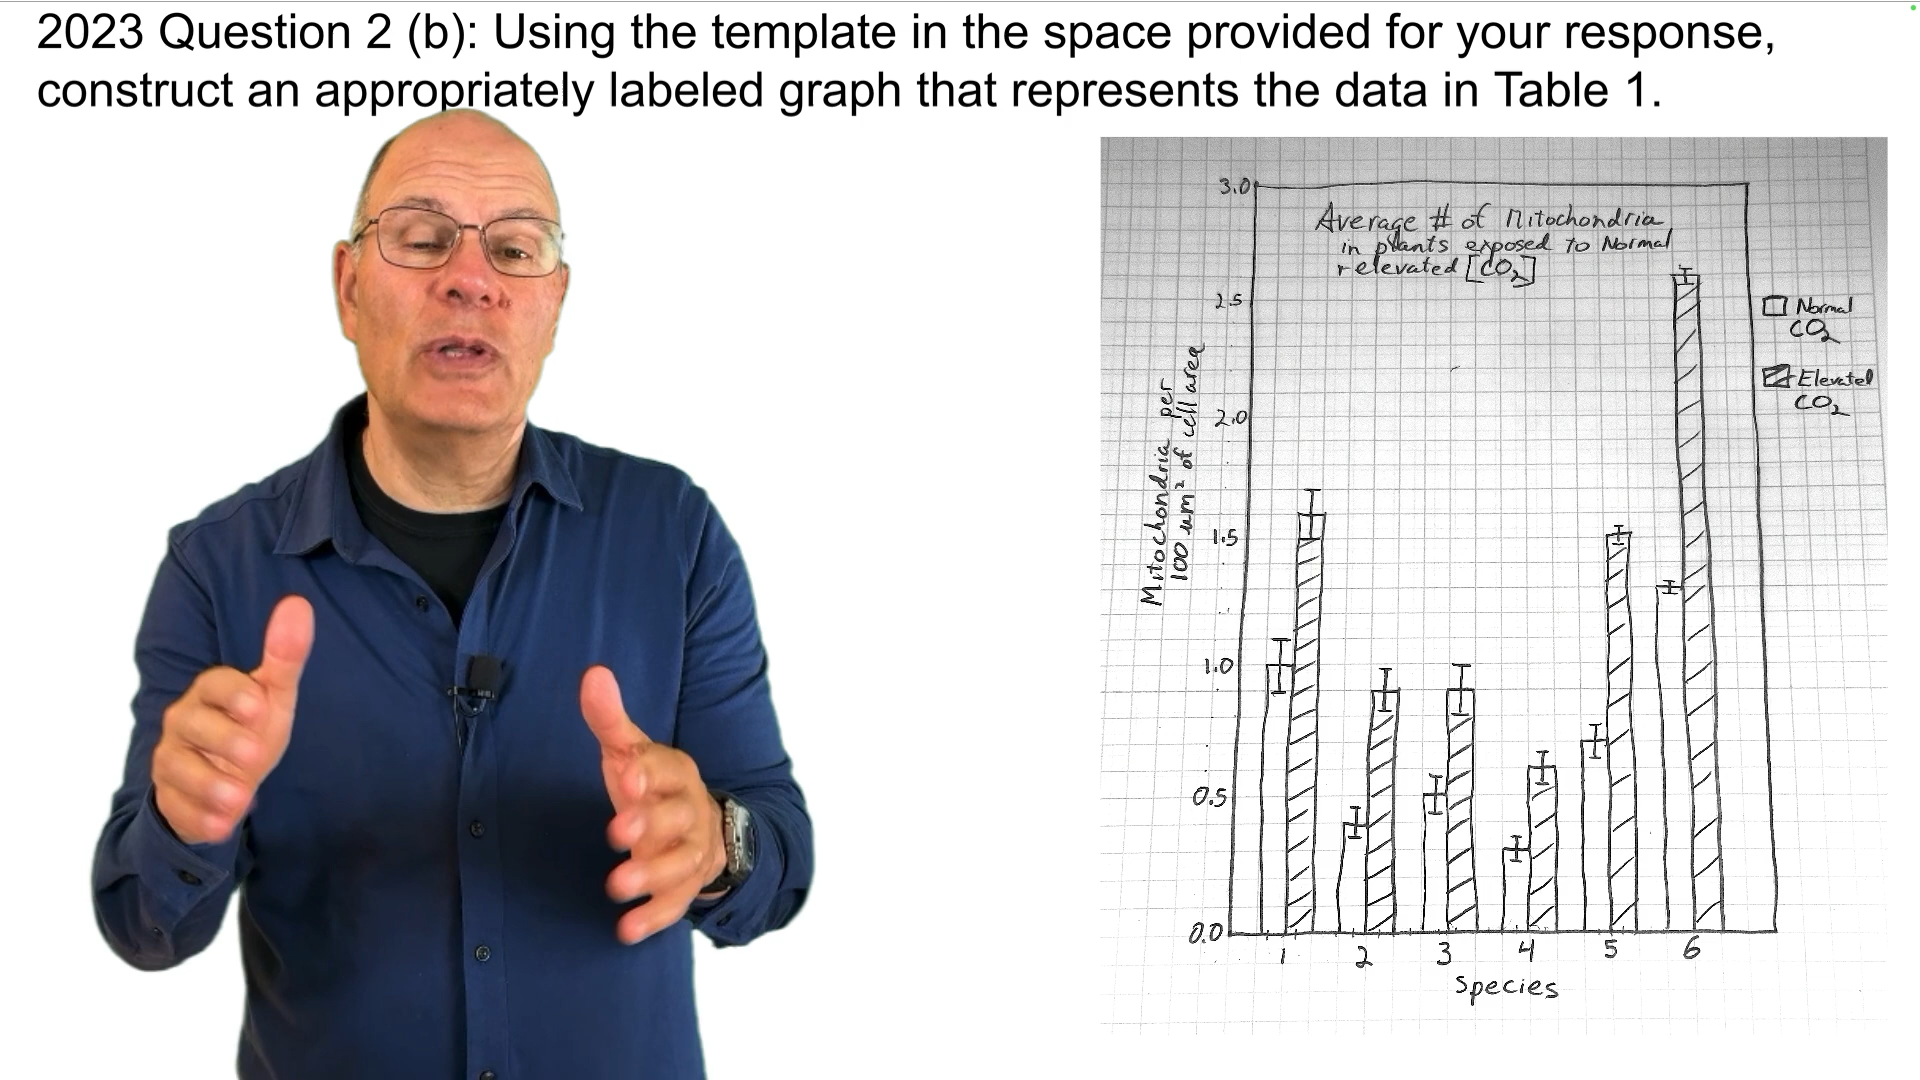 2023 Question 2 (b): Using the template in the space provided for your response,
construct an appropriately labeled graph that represents the data in Table 1.
3.0
Average # of Mitochondria
in plants exposed to Normal
r elevated [CO₂]
2.5
Normal
CO₂
Elevated
CO₂
2.0
Mitochondria per
100 um² of cell area
1.5
1.0
0.5
0.0
1 2 3 4 5 6
Species